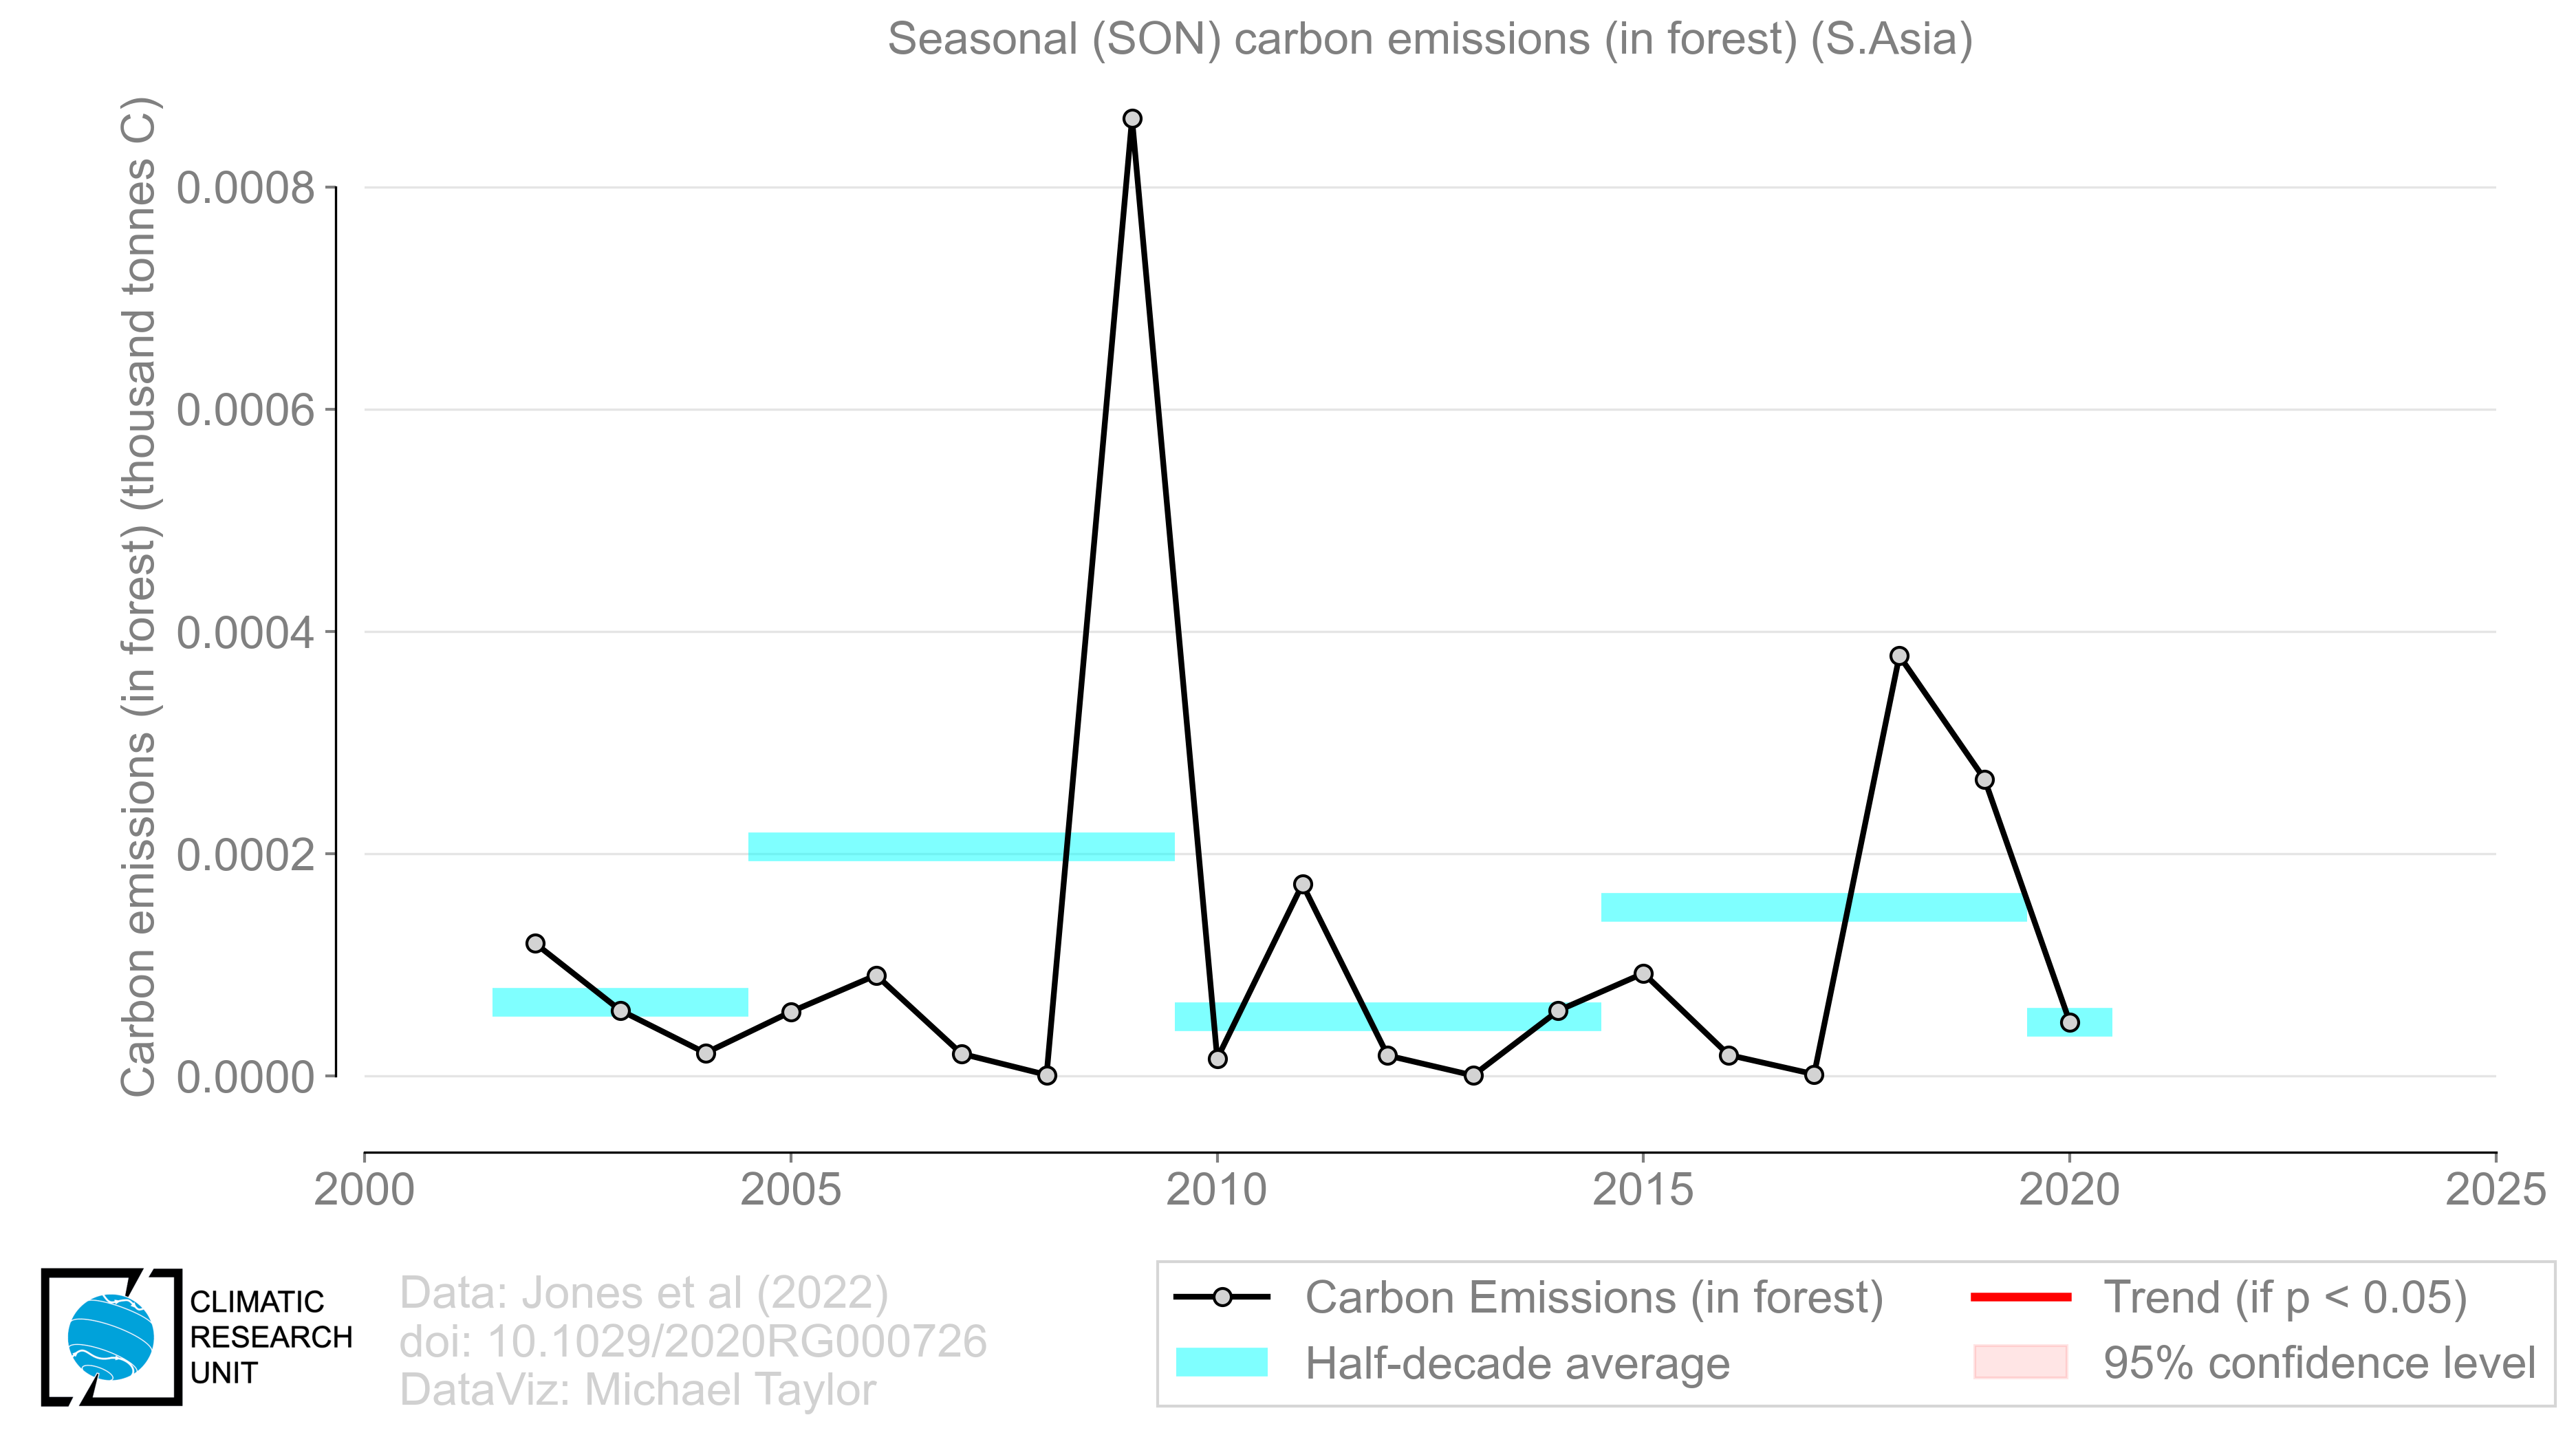 Seasonal (SON) carbon emissions (in forest) (S.Asia)
Carbon emissions (in forest) (thousand tonnes C)
0.0008
0.0006
0.0004
0.0002
0.0000
2000
2005
2010
2015
2020
2025
CLIMATIC
RESEARCH
UNIT
Data: Jones et al (2022)
doi: 10.1029/2020RG000726
DataViz: Michael Taylor
Carbon Emissions (in forest)
Half-decade average
Trend (if p < 0.05)
95% confidence level